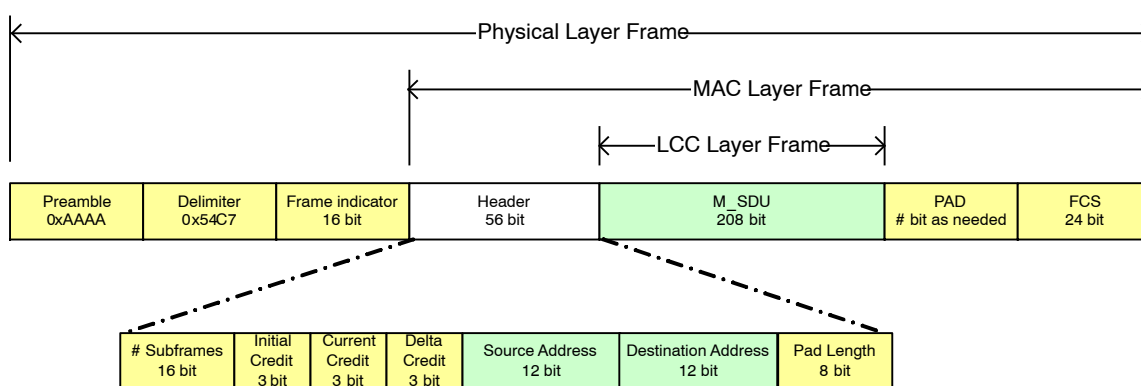 Physical Layer Frame
MAC Layer Frame
LCC Layer Frame
Preamble
0xAAAA
Delimiter
0x54C7
Frame indicator
16 bit
Header
56 bit
M_SDU
208 bit
PAD
# bit as needed
FCS
24 bit
# Subframes
16 bit
Initial
Credit
3 bit
Current
Credit
3 bit
Delta
Credit
3 bit
Source Address
12 bit
Destination Address
12 bit
Pad Length
8 bit